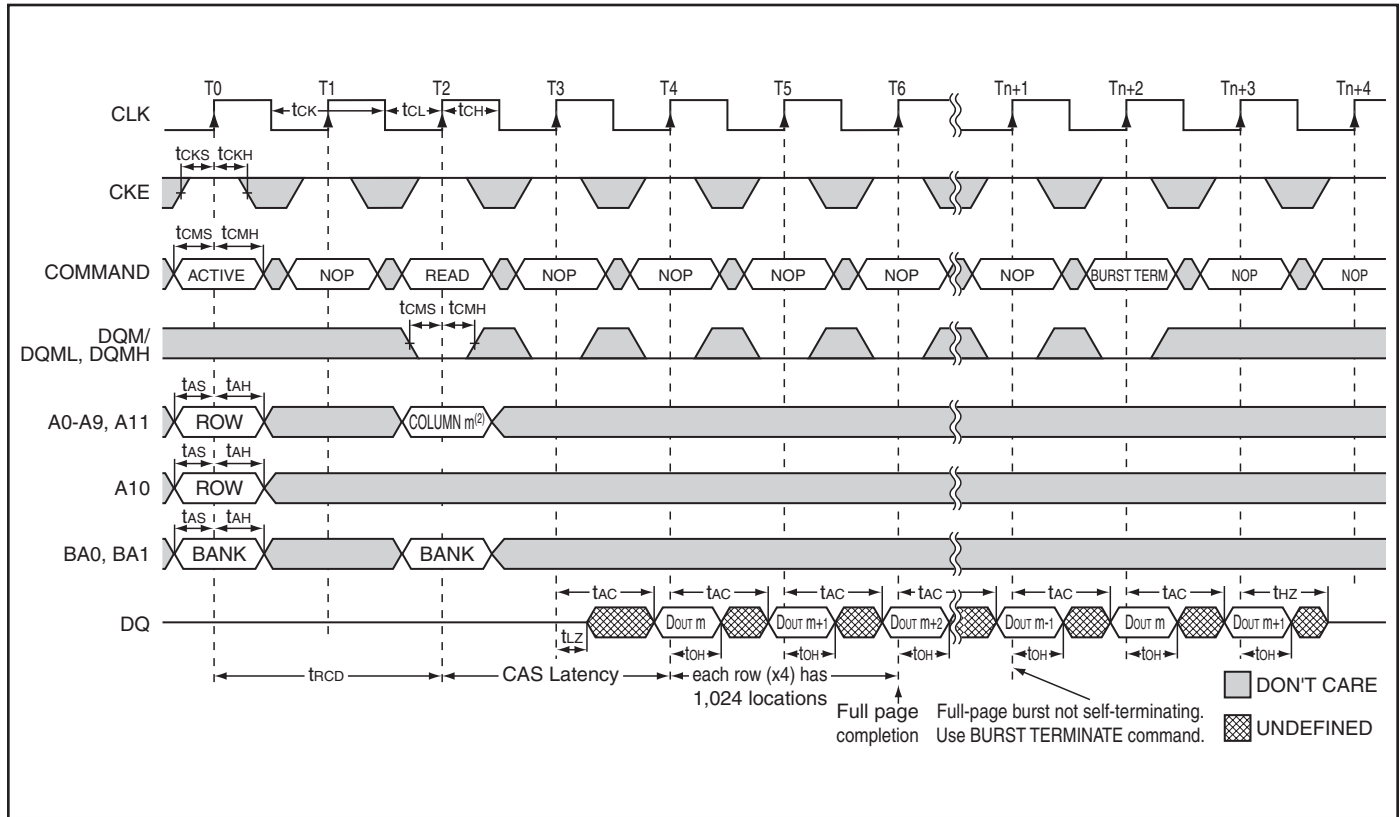 T0 T1 T2 T3 T4 T5 T6 Tn+1 Tn+2 Tn+3 Tn+4
CLK tCK tCL tCH
tCKS tCKH
CKE
tCMS tCMH
COMMAND ACTIVE NOP READ NOP NOP NOP NOP NOP BURST TERM NOP NOP
tCMS tCMH
DQM/
DQML, DQMH
tAS tAH
A0-A9, A11 ROW COLUMN m(2)
tAS tAH
A10 ROW
tAS tAH
BA0, BA1 BANK BANK
tAC tAC tAC tAC tAC tAC tHZ
DQ DOUT m DOUT m+1 DOUT m+2 DOUT m-1 DOUT m DOUT m+1
tLZ tOH tOH tOH tOH tOH tOH
tRCD CAS Latency each row (x4) has
1,024 locations
Full page
completion
Full-page burst not self-terminating.
Use BURST TERMINATE command.
DON'T CARE
UNDEFINED